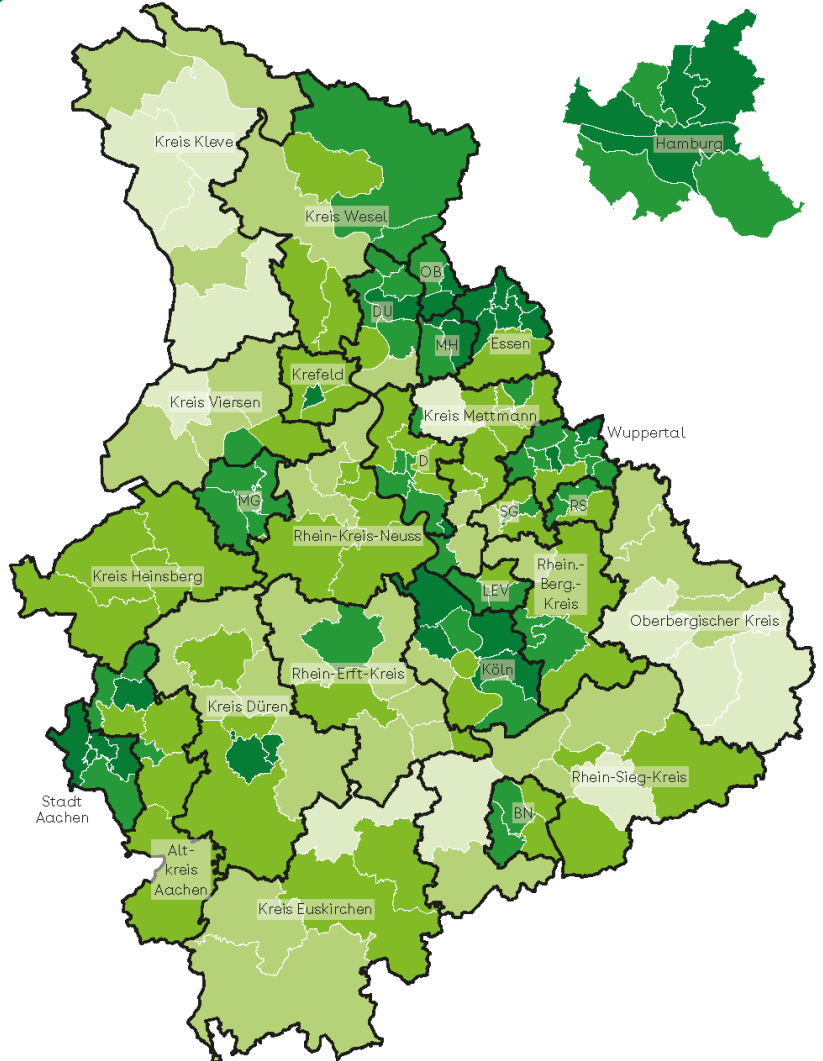 Kreis Kleve
Hamburg
Kreis Wesel
OB
DU
MH
Essen
Krefeld
Kreis Viersen
Kreis Mettmann
Wuppertal
D
MG
SG
RS
Rhein-Kreis-Neuss
Kreis Heinsberg
Rhein.-
Berg.-
Kreis
LEV
Oberbergischer Kreis
Rhein-Erft-Kreis
Köln
Kreis Düren
Rhein-Sieg-Kreis
Stadt
Aachen
BN
Alt-
kreis
Aachen
Kreis Euskirchen